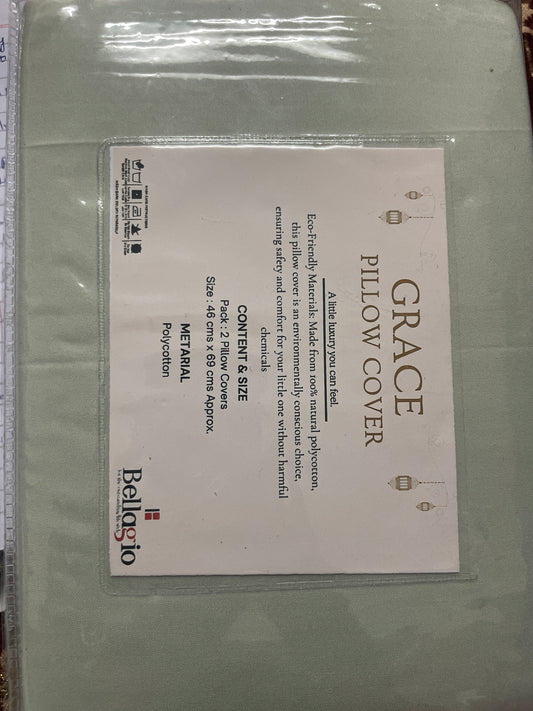 GRACE
PILLOW COVER
A little luxury you can feel.
Eco-Friendly Materials: Made from 100% natural polycotton,
this pillow cover is an environmentally conscious choice,
ensuring safety and comfort for your little one without harmful
chemicals
CONTENT & SIZE
Pack : 2 Pillow Covers
Size : 46 cms x 69 cms Approx.
METARIAL
Polycotton
Bellagio